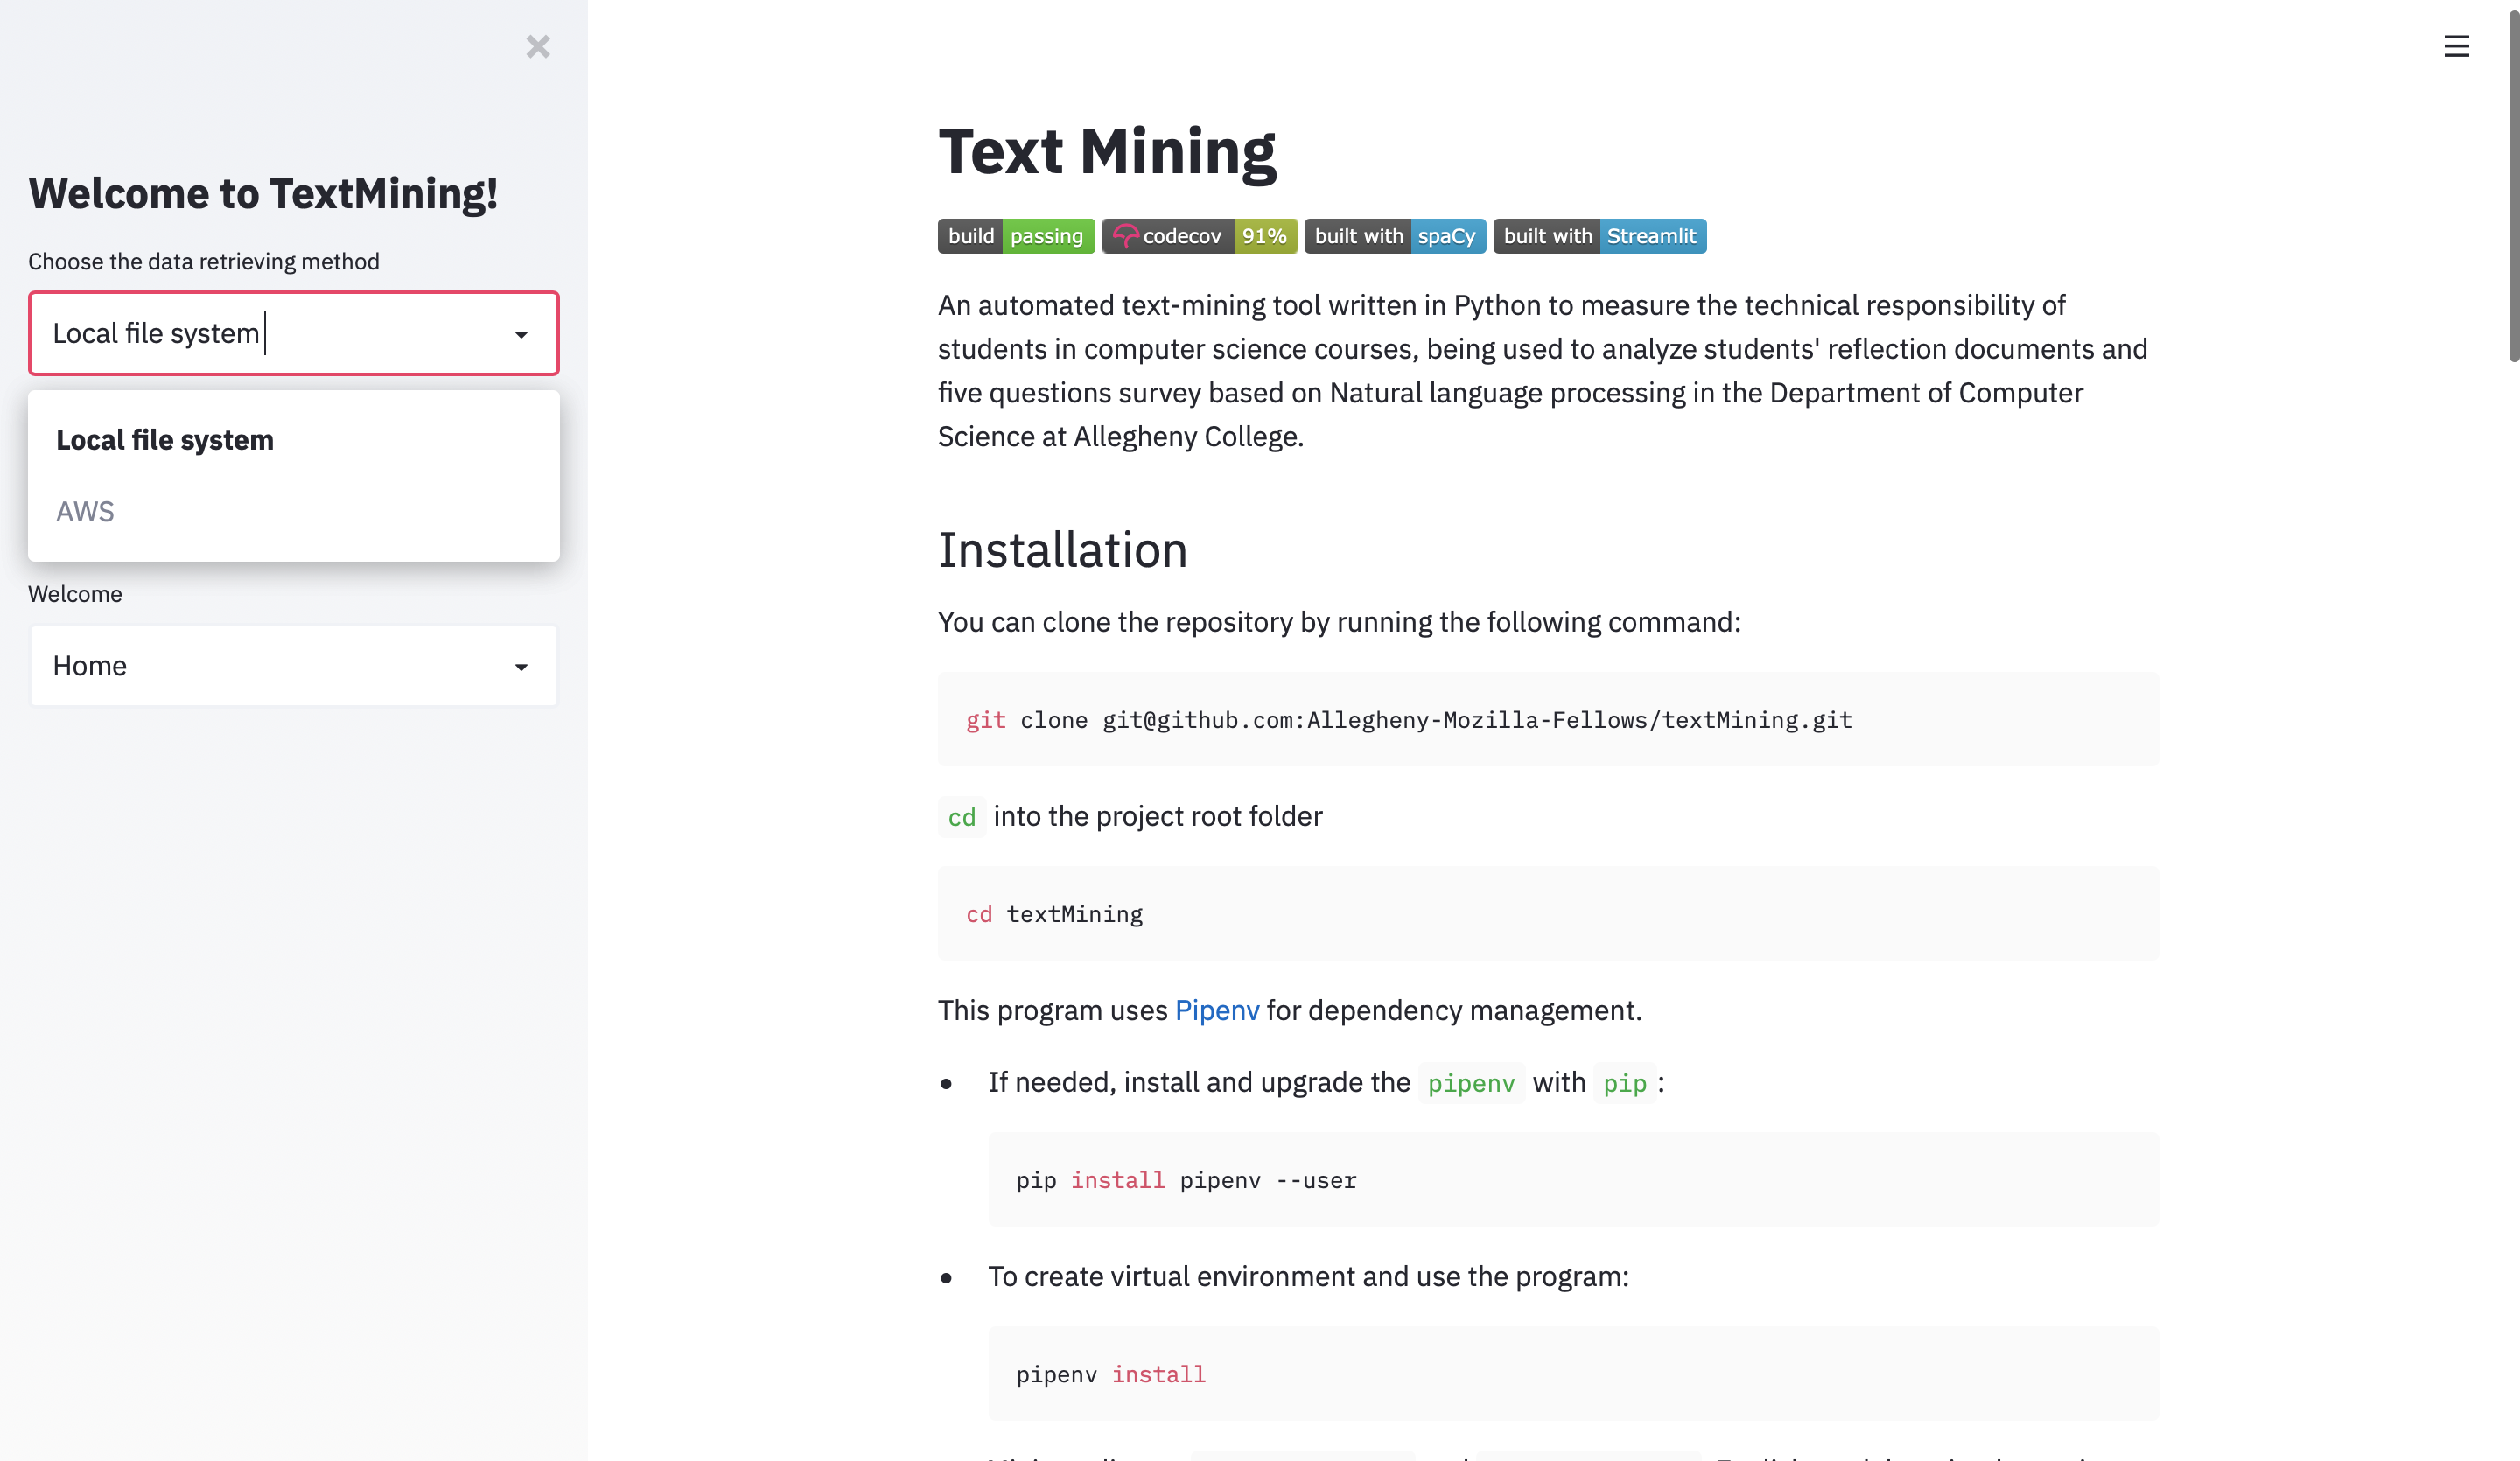 Welcome to TextMining!
Choose the data retrieving method
Local file system
Local file system
AWS
Welcome
Home
Text Mining
build passing codecov 91% built with spaCy built with Streamlit
An automated text-mining tool written in Python to measure the technical responsibility of
students in computer science courses, being used to analyze students' reflection documents and
five questions survey based on Natural language processing in the Department of Computer
Science at Allegheny College.
Installation
You can clone the repository by running the following command:
git clone git@github.com:Allegheny-Mozilla-Fellows/textMining.git
cd into the project root folder
cd textMining
This program uses Pipenv for dependency management.
• If needed, install and upgrade the pipenv with pip :
pip install pipenv --user
• To create virtual environment and use the program:
pipenv install